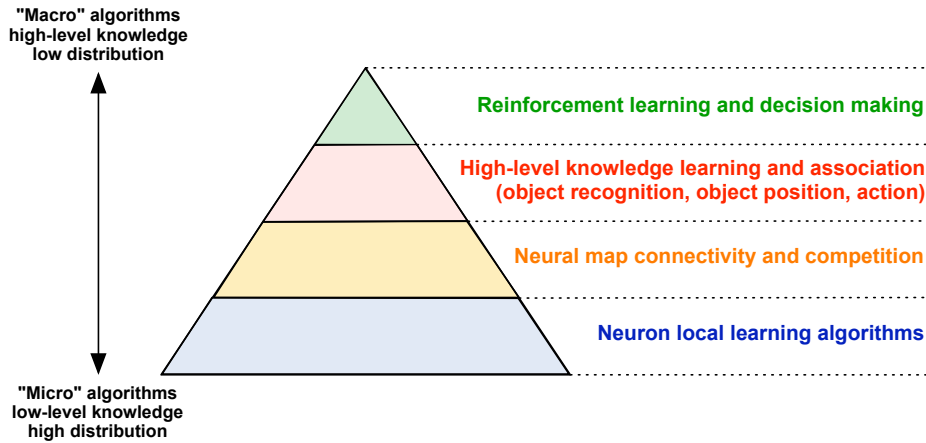 "Macro" algorithms
high-level knowledge
low distribution
Reinforcement learning and decision making
High-level knowledge learning and association
(object recognition, object position, action)
Neural map connectivity and competition
Neuron local learning algorithms
"Micro" algorithms
low-level knowledge
high distribution